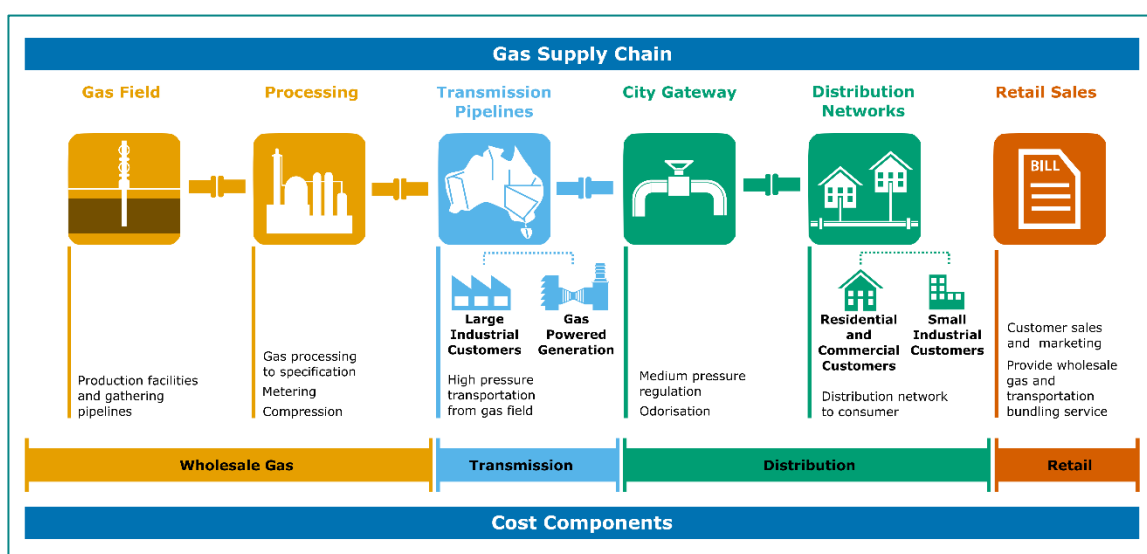 Gas Supply Chain
Gas Field
Processing
Transmission
Pipelines
City Gateway
Distribution
Networks
Retail Sales
BILL
Large
Industrial
Customers
Gas
Powered
Generation
Residential
and
Commercial
Customers
Small
Industrial
Customers
Production facilities
and gathering
pipelines
Gas processing
to specification
Metering
Compression
High pressure
transportation
from gas field
Medium pressure
regulation
Odorisation
Distribution network
to consumer
Customer sales
and marketing
Provide wholesale
gas and
transportation
bundling service
Wholesale Gas
Transmission
Distribution
Retail
Cost Components